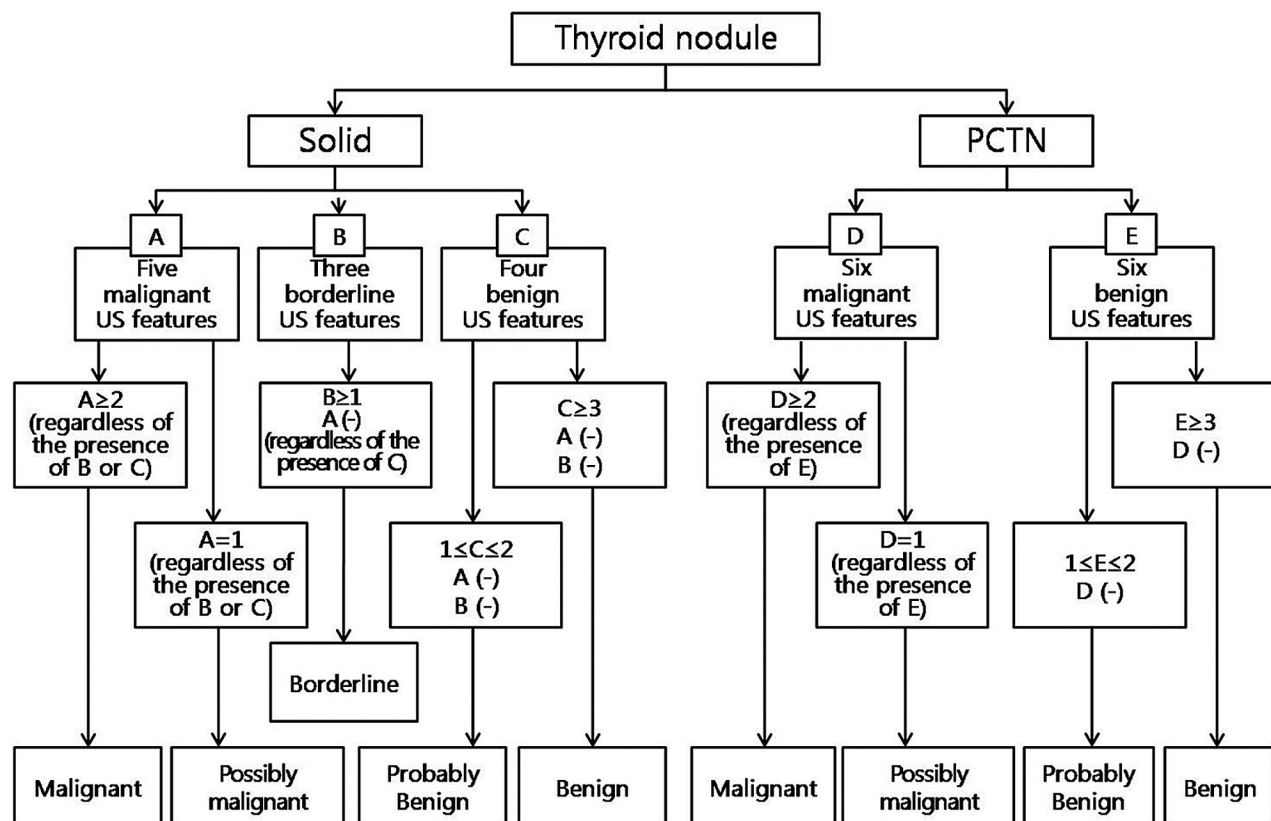 Thyroid nodule
Solid
PCTN
A
Five
malignant
US features
B
Three
borderline
US features
C
Four
benign
US features
D
Six
malignant
US features
E
Six
benign
US features
A≥2
(regardless of
the presence
of B or C)
B≥1
A (-)
(regardless of the
presence of C)
C≥3
A (-)
B (-)
D≥2
(regardless of
the presence
of E)
E≥3
D (-)
A=1
(regardless of
the presence
of B or C)
1≤C≤2
A (-)
B (-)
D=1
(regardless of
the presence
of E)
1≤E≤2
D (-)
Borderline
Malignant
Possibly
malignant
Probably
Benign
Benign
Malignant
Possibly
malignant
Probably
Benign
Benign